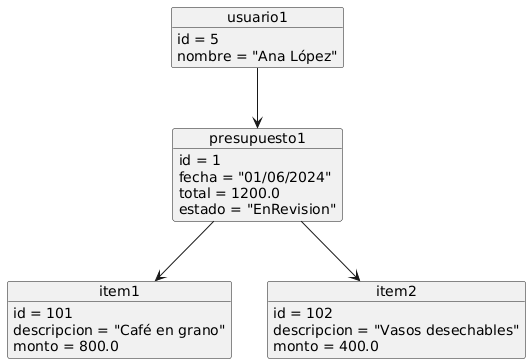 usuario1
id = 5
nombre = "Ana López"
presupuesto1
id = 1
fecha = "01/06/2024"
total = 1200.0
estado = "EnRevision"
item1
id = 101
descripcion = "Café en grano"
monto = 800.0
item2
id = 102
descripcion = "Vasos desechables"
monto = 400.0